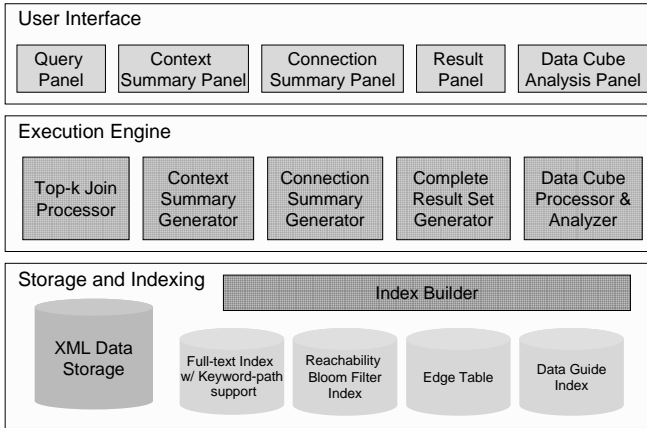 User Interface
Query
Panel
Context
Summary Panel
Connection
Summary Panel
Result
Panel
Data Cube
Analysis Panel
Execution Engine
Top-k Join
Processor
Context
Summary
Generator
Connection
Summary
Generator
Complete
Result Set
Generator
Data Cube
Processor &
Analyzer
Storage and Indexing
Index Builder
XML Data
Storage
Full-text Index
w/ Keyword-path
support
Reachability
Bloom Filter
Index
Edge Table
Data Guide
Index